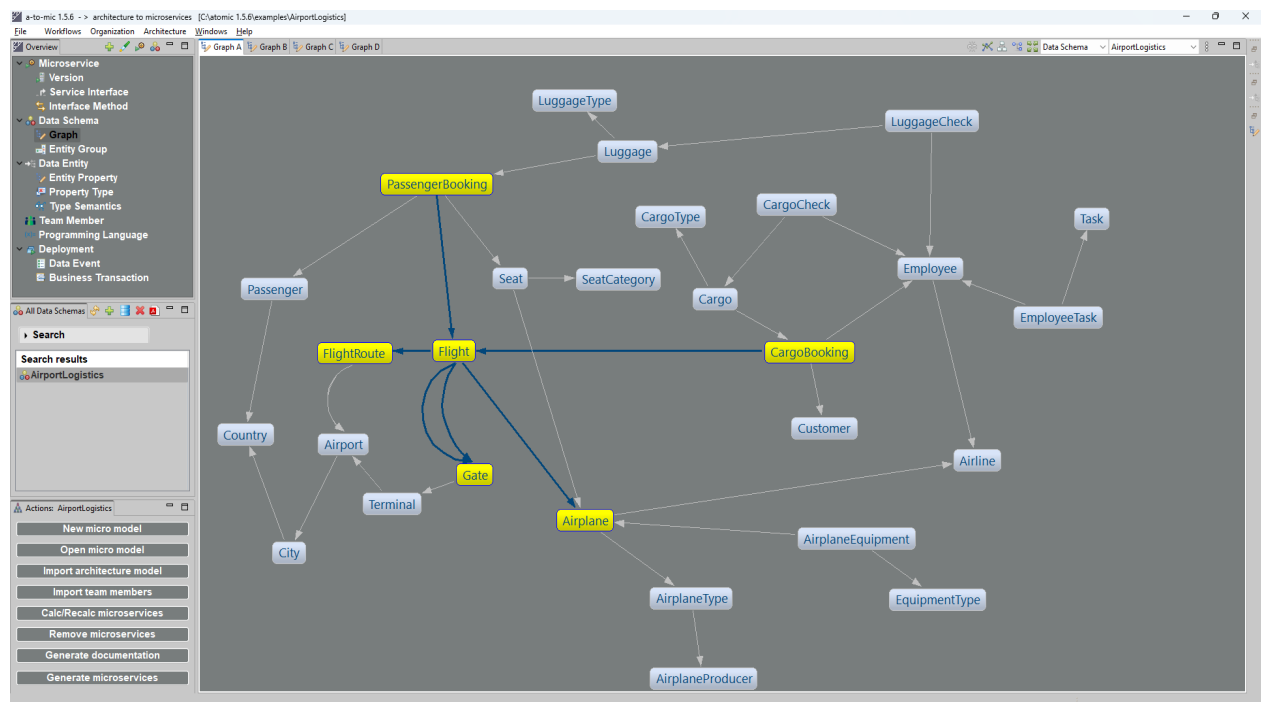 a-to-mic 1.5.6 - > architecture to microservices [C:\atomic 1.5.6\examples\AirportLogistics]
File Workflows Organization Architecture Windows Help
Overview
Graph A Graph B Graph C Graph D
Data Schema AirportLogistics
Microservice
Version
Service Interface
Interface Method
Data Schema
Graph
Entity Group
Data Entity
Entity Property
Property Type
Type Semantics
Team Member
Programming Language
Deployment
Data Event
Business Transaction
All Data Schemas
Search
Search results
AirportLogistics
Actions: AirportLogistics
New micro model
Open micro model
Import architecture model
Import team members
Calc/Recalc microservices
Remove microservices
Generate documentation
Generate microservices
LuggageType
LuggageCheck
Luggage
PassengerBooking
CargoCheck
CargoType
Task
Employee
Seat
SeatCategory
Passenger
Cargo
EmployeeTask
FlightRoute
Flight
CargoBooking
Customer
Country
Airport
Airline
Gate
Terminal
Airplane
AirplaneEquipment
City
AirplaneType
EquipmentType
AirplaneProducer